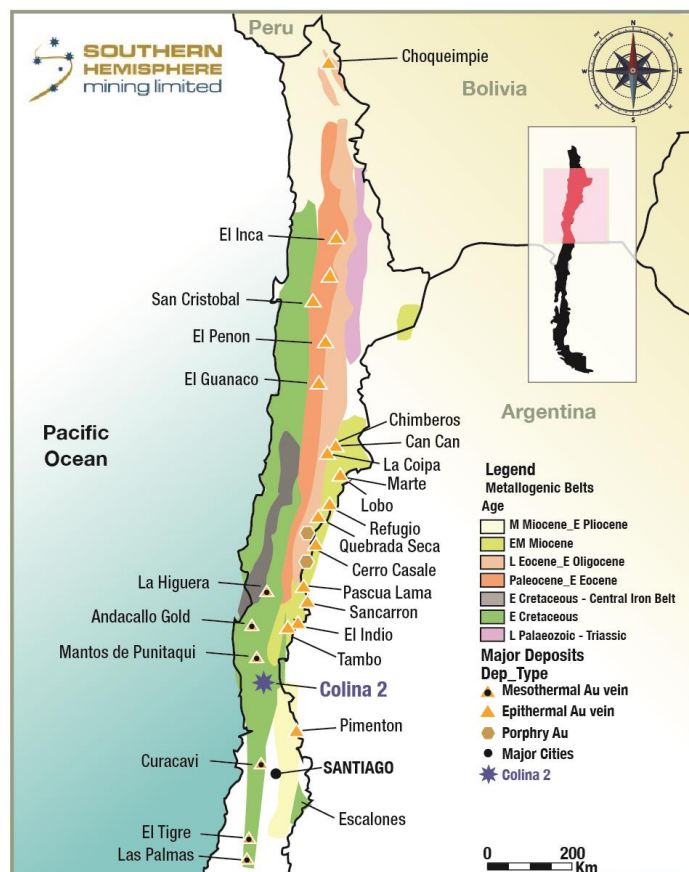 SOUTHERN
HEMISPHERE
mining limited
Peru
Choqueimpie
Bolivia
N
W
E
S
El Inca
San Cristobal
El Penon
El Guanaco
Argentina
Pacific
Ocean
Chimberos
Can Can
La Coipa
Marte
Lobo
Refugio
Quebrada Seca
Cerro Casale
La Higuera
Pascua Lama
Sancarron
Andacallo Gold
El Indio
Mantos de Punitaqui
Tambo
Colina 2
Pimenton
Curacavi
SANTIAGO
Escalones
El Tigre
Las Palmas
Legend
Metallogenic Belts
Age
M Miocene_E Pliocene
EM Miocene
L Eocene_E Oligocene
Paleocene_E Eocene
E Cretaceous - Central Iron Belt
E Cretaceous
L Palaeozoic - Triassic
Major Deposits
Dep_Type
Mesothermal Au vein
Epithermal Au vein
Porphry Au
Major Cities
Colina 2
0 200
Km